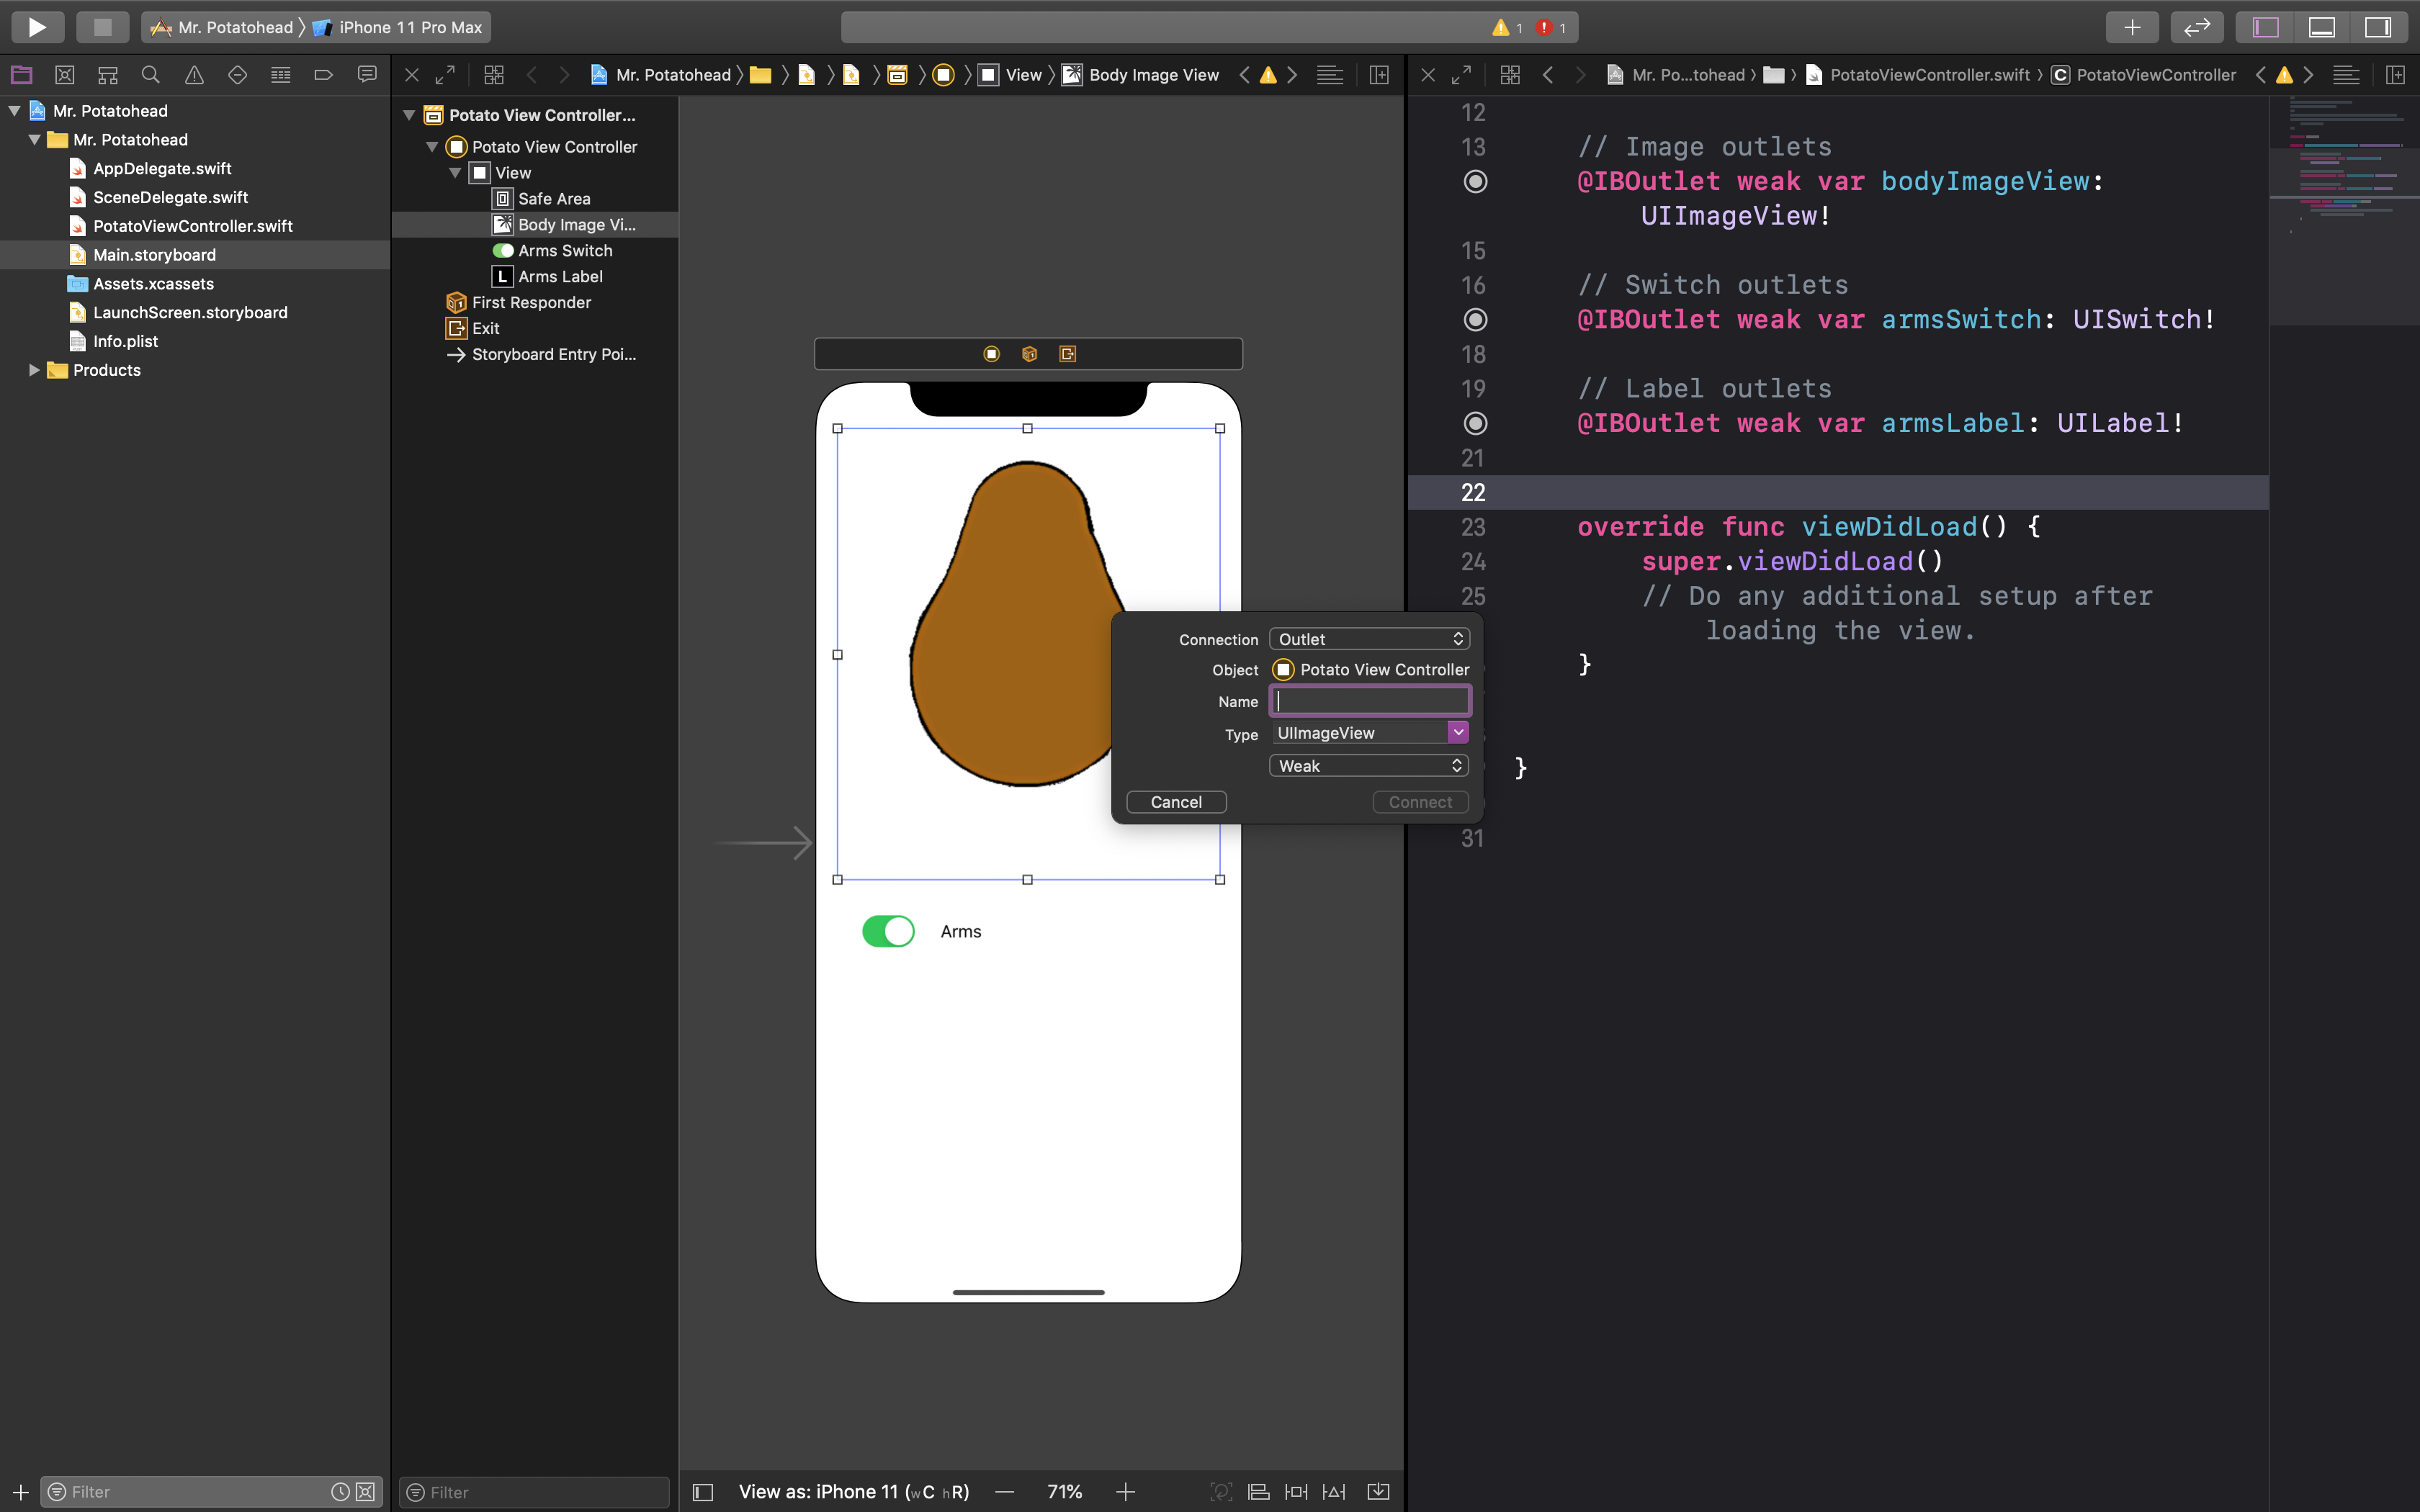 Mr. Potatohead
iPhone 11 Pro Max
1
1
Mr. Potatohead
View
Body Image View
Mr. Po...tohead
PotatoViewController.swift
C
PotatoViewController
Mr. Potatohead
Mr. Potatohead
AppDelegate.swift
SceneDelegate.swift
PotatoViewController.swift
Main.storyboard
Assets.xcassets
LaunchScreen.storyboard
Info.plist
Products
Filter
Potato View Controller...
Potato View Controller
View
Safe Area
Body Image Vi...
Arms Switch
L Arms Label
First Responder
Exit
Storyboard Entry Poi...
Filter
Arms
Connection Outlet
Object Potato View Controller
Name
Type UIImageView
Weak
Cancel Connect
View as: iPhone 11 (wC hR) — 71% +
12
13 // Image outlets
@IBOutlet weak var bodyImageView:
UIImageView!
15
16 // Switch outlets
@IBOutlet weak var armsSwitch: UISwitch!
18
19 // Label outlets
@IBOutlet weak var armsLabel: UILabel!
21
22
23 override func viewDidLoad() {
24 super.viewDidLoad()
25 // Do any additional setup after
loading the view.
}
}
31